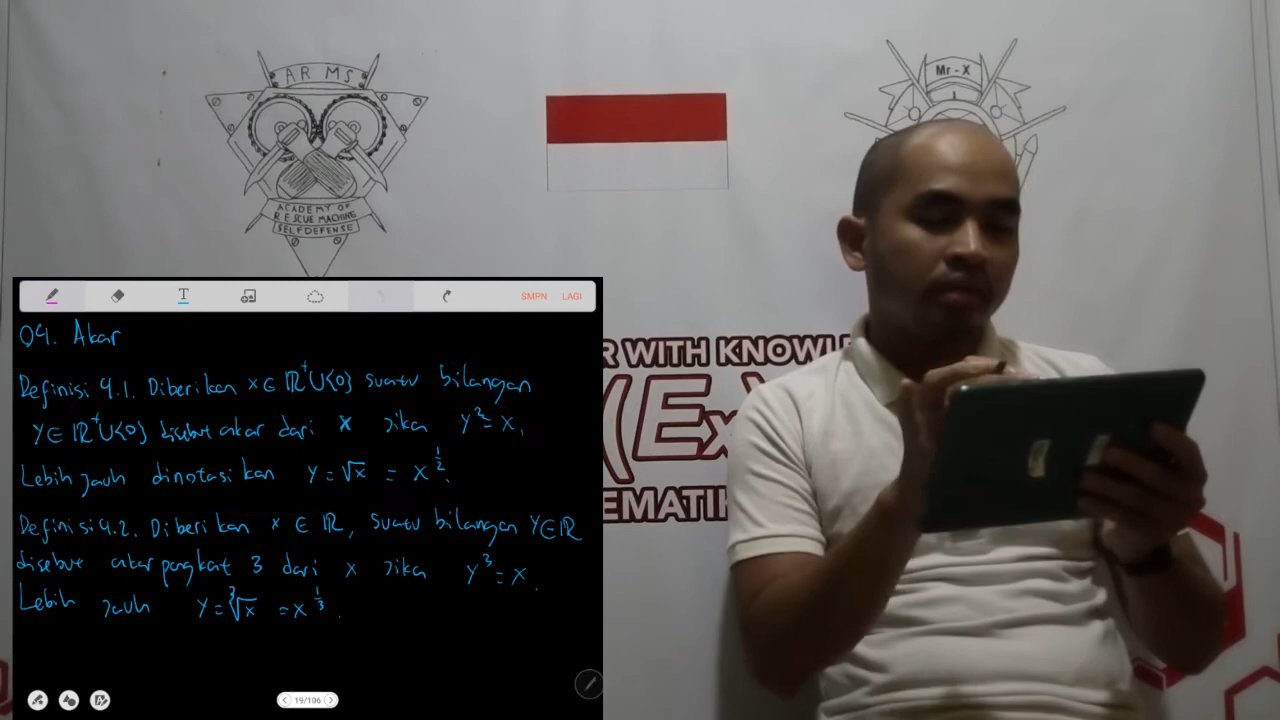 AR MS
ACADEMY OF
RESCUE MACHINE
SELFDEFENSE
Mr - X
R WITH KNOWL
(Ex
EMATIK
SMPN LAGI
04. Akar
Definisi 4.1. Diberikan x ∈ ℝ⁺∪{0} suatu bilangan
y ∈ ℝ⁺∪{0} disebut akar dari x jika y² = x.
Lebih jauh dinotasikan y = √x = x^{1/2}.
Definisi 4.2. Diberikan x ∈ ℝ, suatu bilangan y ∈ ℝ
disebut akar pangkat 3 dari x jika y³ = x.
Lebih jauh y = ∛x = x^{1/3}.
19/106